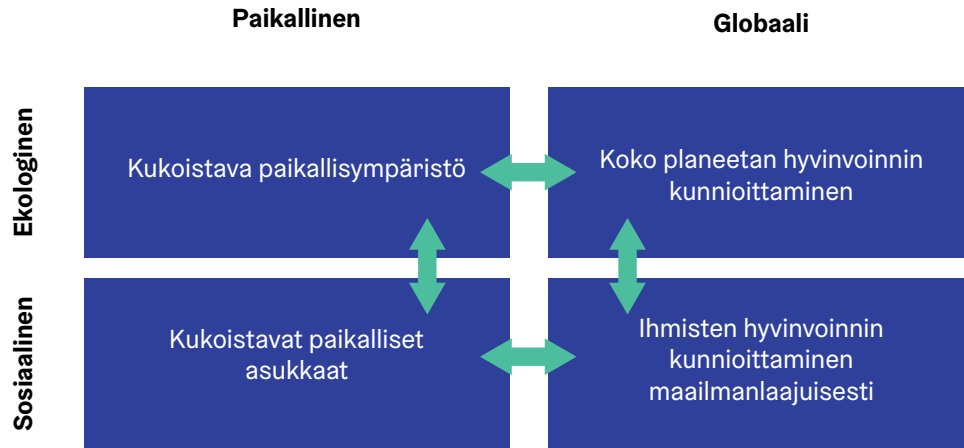 Paikallinen
Globaali
Ekologinen
Kukoistava paikallisympäristö
Koko planeetan hyvinvoinnin
kunnioittaminen
Sosiaalinen
Kukoistavat paikalliset
asukkaat
Ihmisten hyvinvoinnin
kunnioittaminen
maailmanlaajuisesti